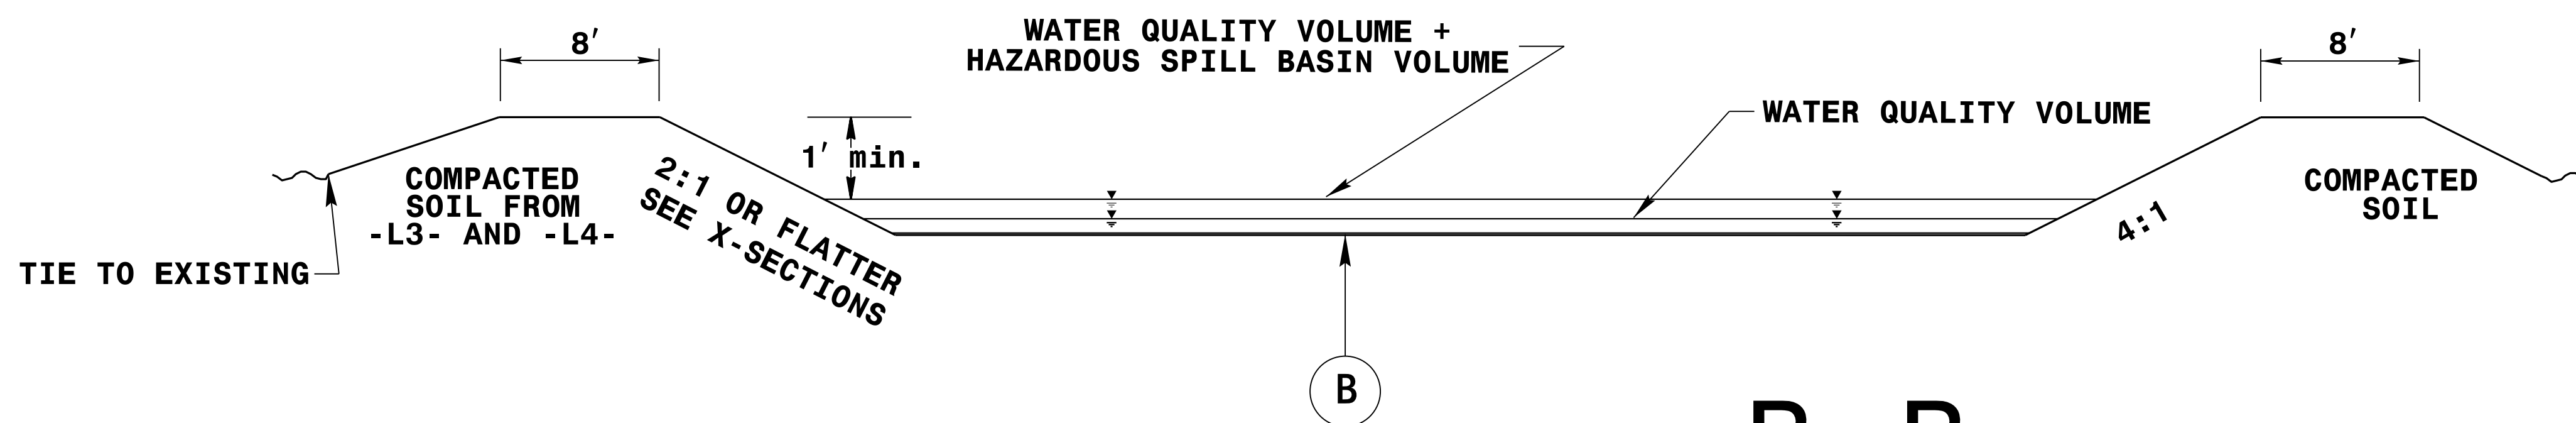 8'
WATER QUALITY VOLUME +
HAZARDOUS SPILL BASIN VOLUME
8'
WATER QUALITY VOLUME
1' min.
COMPACTED
SOIL FROM
-L3- AND -L4-
2:1 OR FLATTER
SEE X-SECTIONS
COMPACTED
SOIL
4:1
TIE TO EXISTING
B